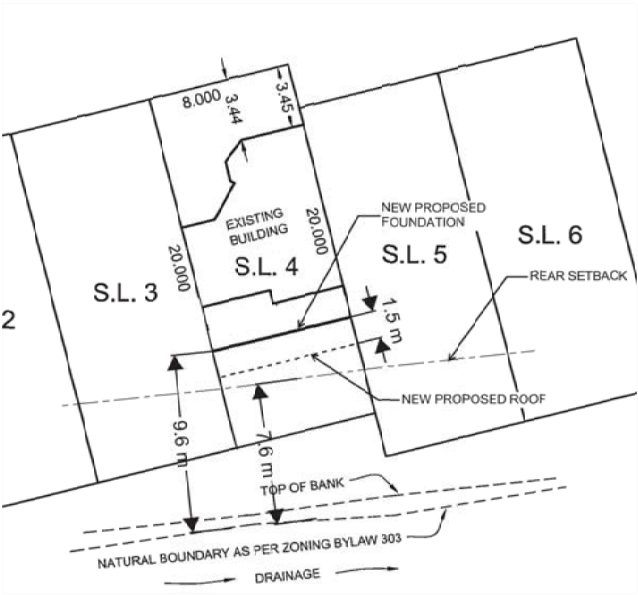 8.000
3.44
3.45
EXISTING
BUILDING
20.000
20.000
NEW PROPOSED
FOUNDATION
2
S.L. 3
S.L. 4
S.L. 5
S.L. 6
REAR SETBACK
1.5 m
NEW PROPOSED ROOF
9.6 m
7.6 m
TOP OF BANK
NATURAL BOUNDARY AS PER ZONING BYLAW 303
DRAINAGE